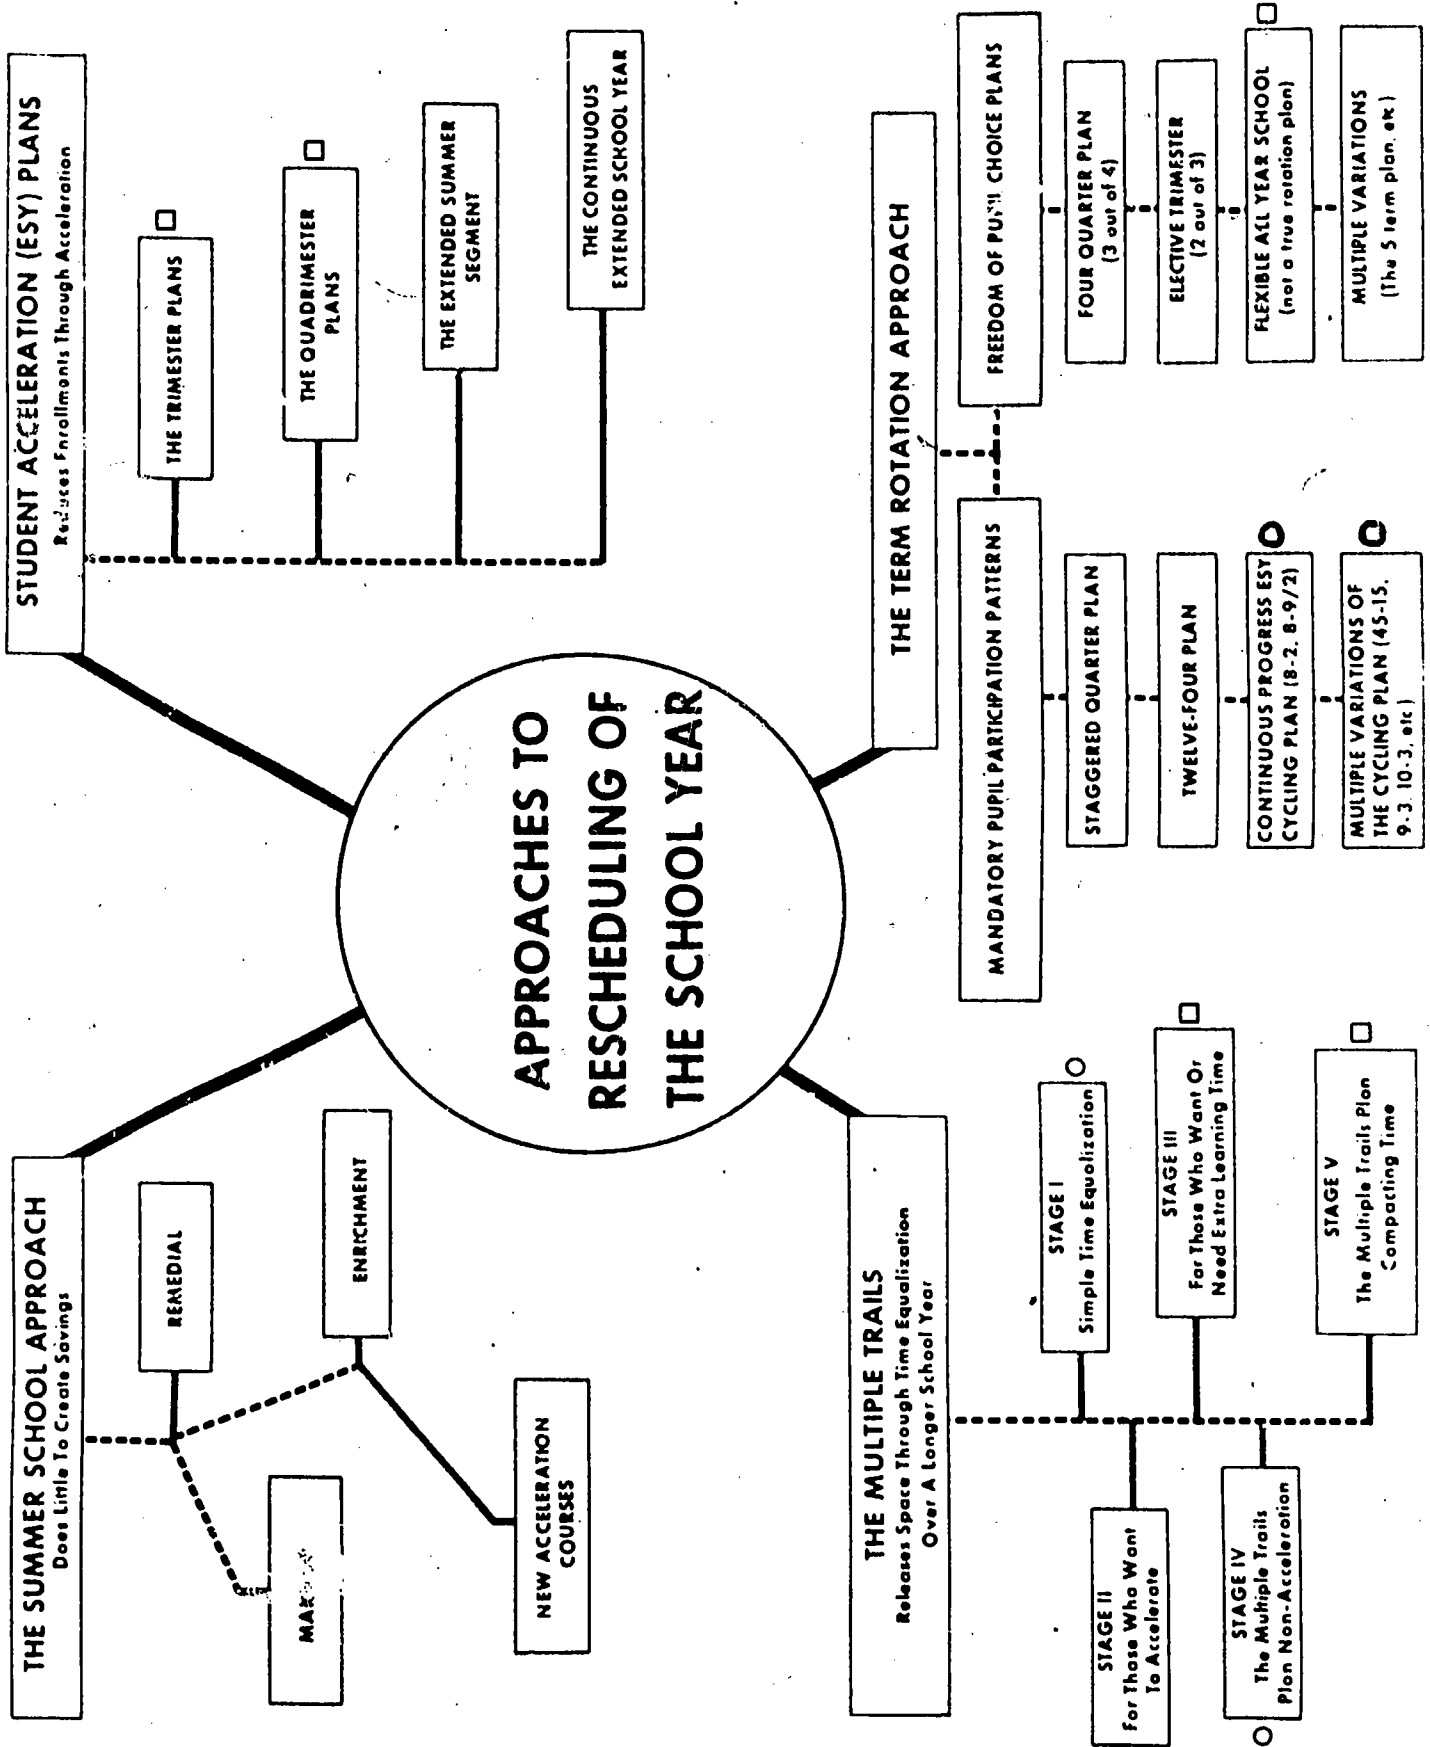 THE SUMMER SCHOOL APPROACH
Does Little To Create Savings
REMEDIAL
ENRICHMENT
NEW ACCELERATION
COURSES
STUDENT ACCELERATION (ESY) PLANS
Reduces Enrollments Through Acceleration
THE TRIMESTER PLANS
THE QUADRIMESTER
PLANS
THE EXTENDED SUMMER
SEGMENT
THE CONTINUOUS
EXTENDED SCHOOL YEAR
APPROACHES TO
RESCHEDULING OF
THE SCHOOL YEAR
THE MULTIPLE TRAILS
Releases Space Through Time Equalization
Over A Longer School Year
STAGE I
Simple Time Equalization
STAGE II
For Those Who Want
To Accelerate
STAGE III
For Those Who Want Or
Need Extra Learning Time
STAGE IV
The Multiple Trails
Plan Non-Acceleration
STAGE V
The Multiple Trails Plan
Compacting Time
THE TERM ROTATION APPROACH
MANDATORY PUPIL PARTICIPATION PATTERNS
STAGGERED QUARTER PLAN
TWELVE-FOUR PLAN
CONTINUOUS PROGRESS ESY
CYCLING PLAN (8-2, 8-9/2)
MULTIPLE VARIATIONS OF
THE CYCLING PLAN (45-15,
9-3, 10-3, etc)
FREEDOM OF PUPIL CHOICE PLANS
FOUR QUARTER PLAN
(3 out of 4)
ELECTIVE TRIMESTER
(2 out of 3)
FLEXIBLE ALL YEAR SCHOOL
(not a true rotation plan)
MULTIPLE VARIATIONS
(The 5 term plan, etc)